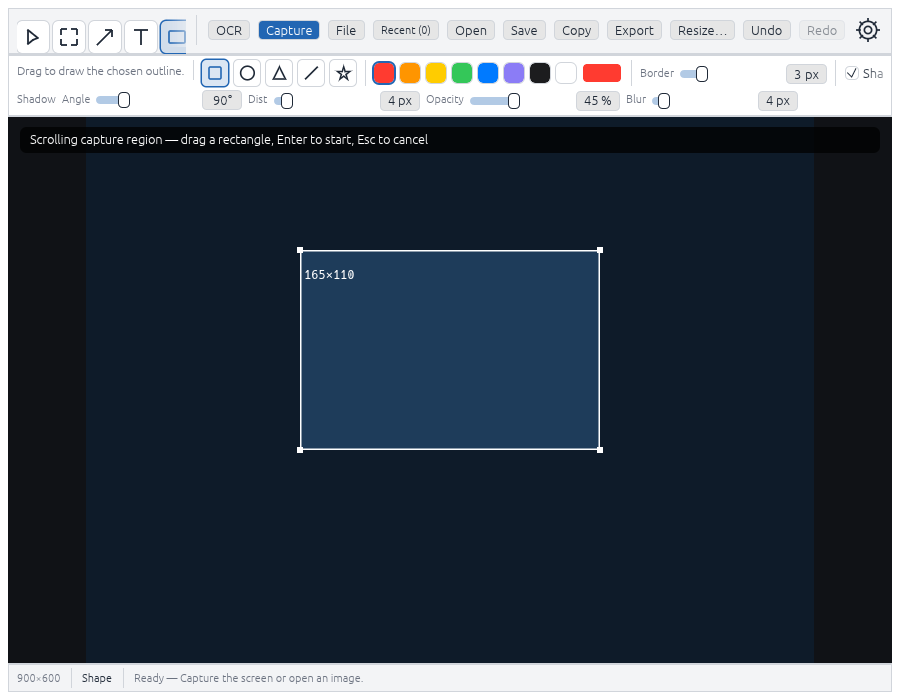 OCR Capture File Recent (0) Open Save Copy Export Resize... Undo Redo
Drag to draw the chosen outline. Border 3 px Sha
Shadow Angle 90° Dist 4 px Opacity 45 % Blur 4 px
Scrolling capture region — drag a rectangle, Enter to start, Esc to cancel
165×110
900×600 Shape Ready — Capture the screen or open an image.